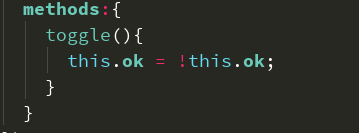 methods:{
toggle(){
this.ok = !this.ok;
}
}